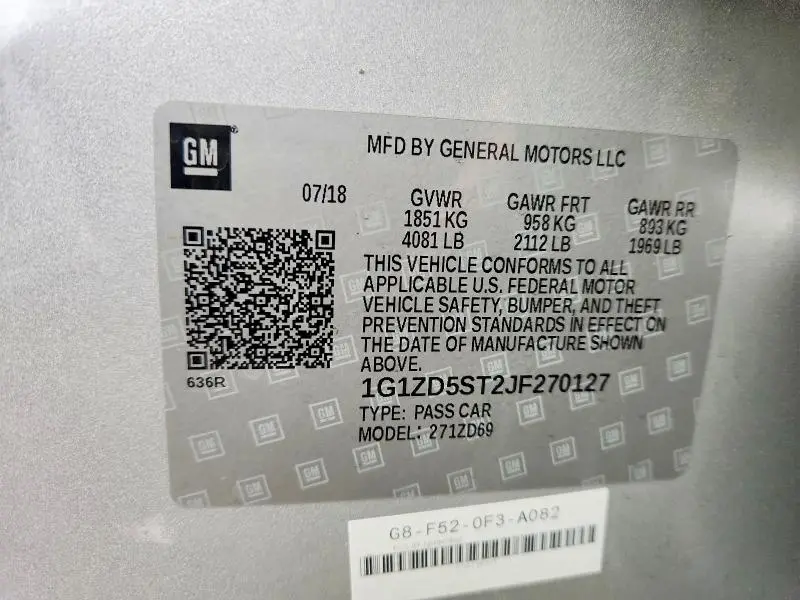 GM
MFD BY GENERAL MOTORS LLC
07/18 GVWR GAWR FRT GAWR RR
1851 KG 958 KG 893 KG
4081 LB 2112 LB 1969 LB
THIS VEHICLE CONFORMS TO ALL
APPLICABLE U.S. FEDERAL MOTOR
VEHICLE SAFETY, BUMPER, AND THEFT
PREVENTION STANDARDS IN EFFECT ON
THE DATE OF MANUFACTURE SHOWN
ABOVE.
636R
1G1ZD5ST2JF270127
TYPE: PASS CAR
MODEL: 271ZD69
G8-F52-0F3-A082